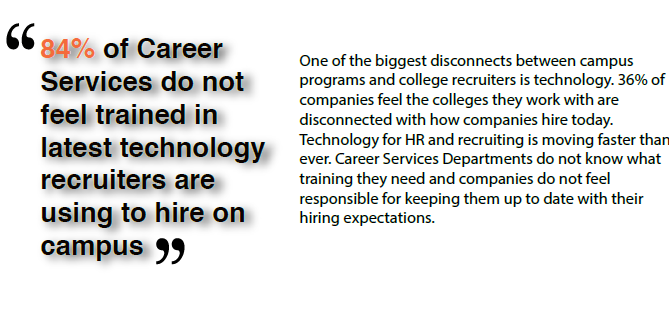 “ 84% of Career
Services do not
feel trained in
latest technology
recruiters are
using to hire on
campus ”
One of the biggest disconnects between campus
programs and college recruiters is technology. 36% of
companies feel the colleges they work with are
disconnected with how companies hire today.
Technology for HR and recruiting is moving faster than
ever. Career Services Departments do not know what
training they need and companies do not feel
responsible for keeping them up to date with their
hiring expectations.